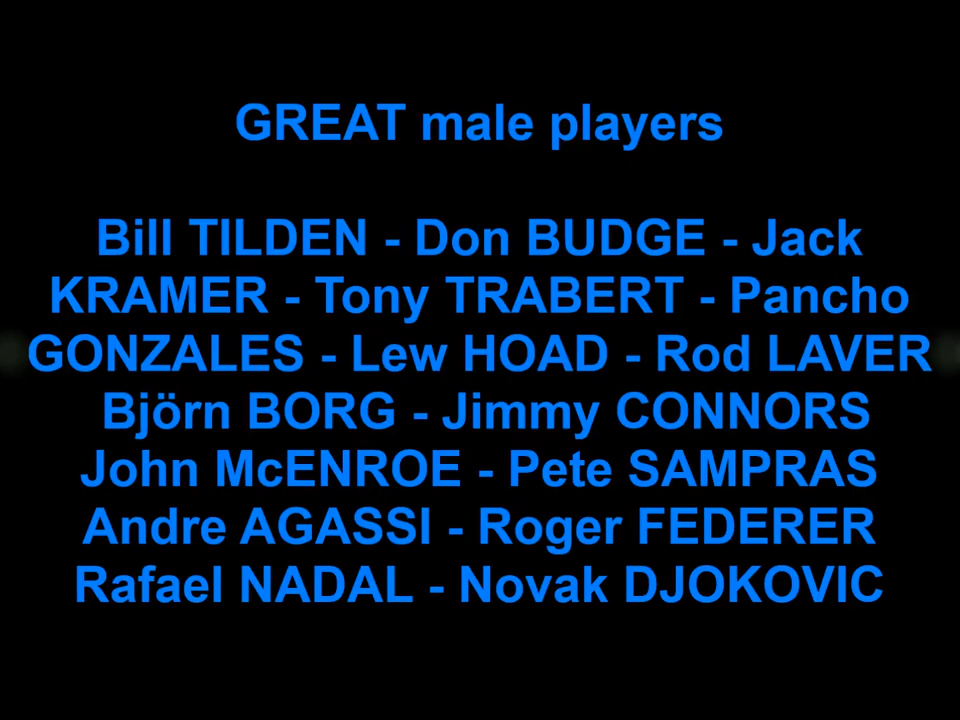 GREAT male players
Bill TILDEN - Don BUDGE - Jack
KRAMER - Tony TRABERT - Pancho
GONZALES - Lew HOAD - Rod LAVER
Björn BORG - Jimmy CONNORS
John McENROE - Pete SAMPRAS
Andre AGASSI - Roger FEDERER
Rafael NADAL - Novak DJOKOVIC